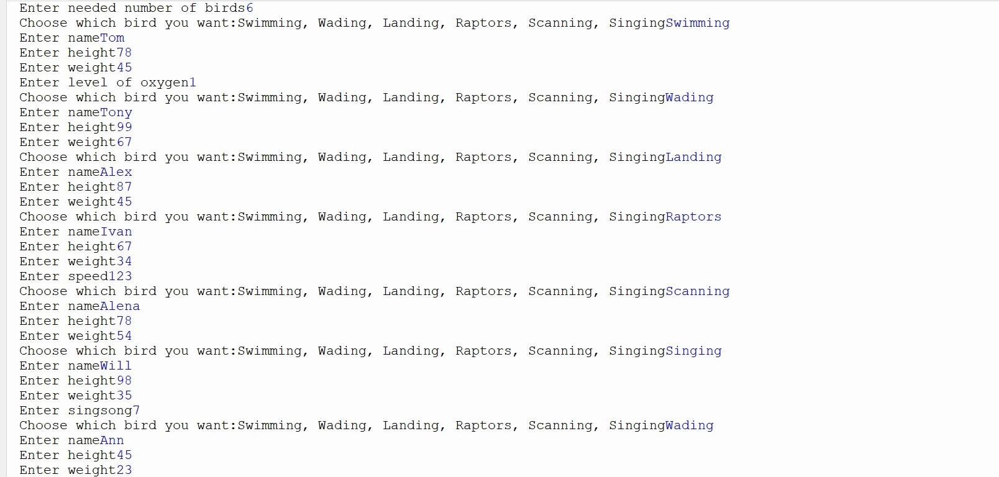 Enter needed number of birds6
Choose which bird you want:Swimming, Wading, Landing, Raptors, Scanning, SingingSwimming
Enter nameTom
Enter height78
Enter weight45
Enter level of oxygen1
Choose which bird you want:Swimming, Wading, Landing, Raptors, Scanning, SingingWading
Enter nameTony
Enter height99
Enter weight67
Choose which bird you want:Swimming, Wading, Landing, Raptors, Scanning, SingingLanding
Enter nameAlex
Enter height87
Enter weight45
Choose which bird you want:Swimming, Wading, Landing, Raptors, Scanning, SingingRaptors
Enter nameIvan
Enter height67
Enter weight34
Enter speed123
Choose which bird you want:Swimming, Wading, Landing, Raptors, Scanning, SingingScanning
Enter nameAlena
Enter height78
Enter weight54
Choose which bird you want:Swimming, Wading, Landing, Raptors, Scanning, SingingSinging
Enter nameWill
Enter height98
Enter weight35
Enter singsong7
Choose which bird you want:Swimming, Wading, Landing, Raptors, Scanning, SingingWading
Enter nameAnn
Enter height45
Enter weight23